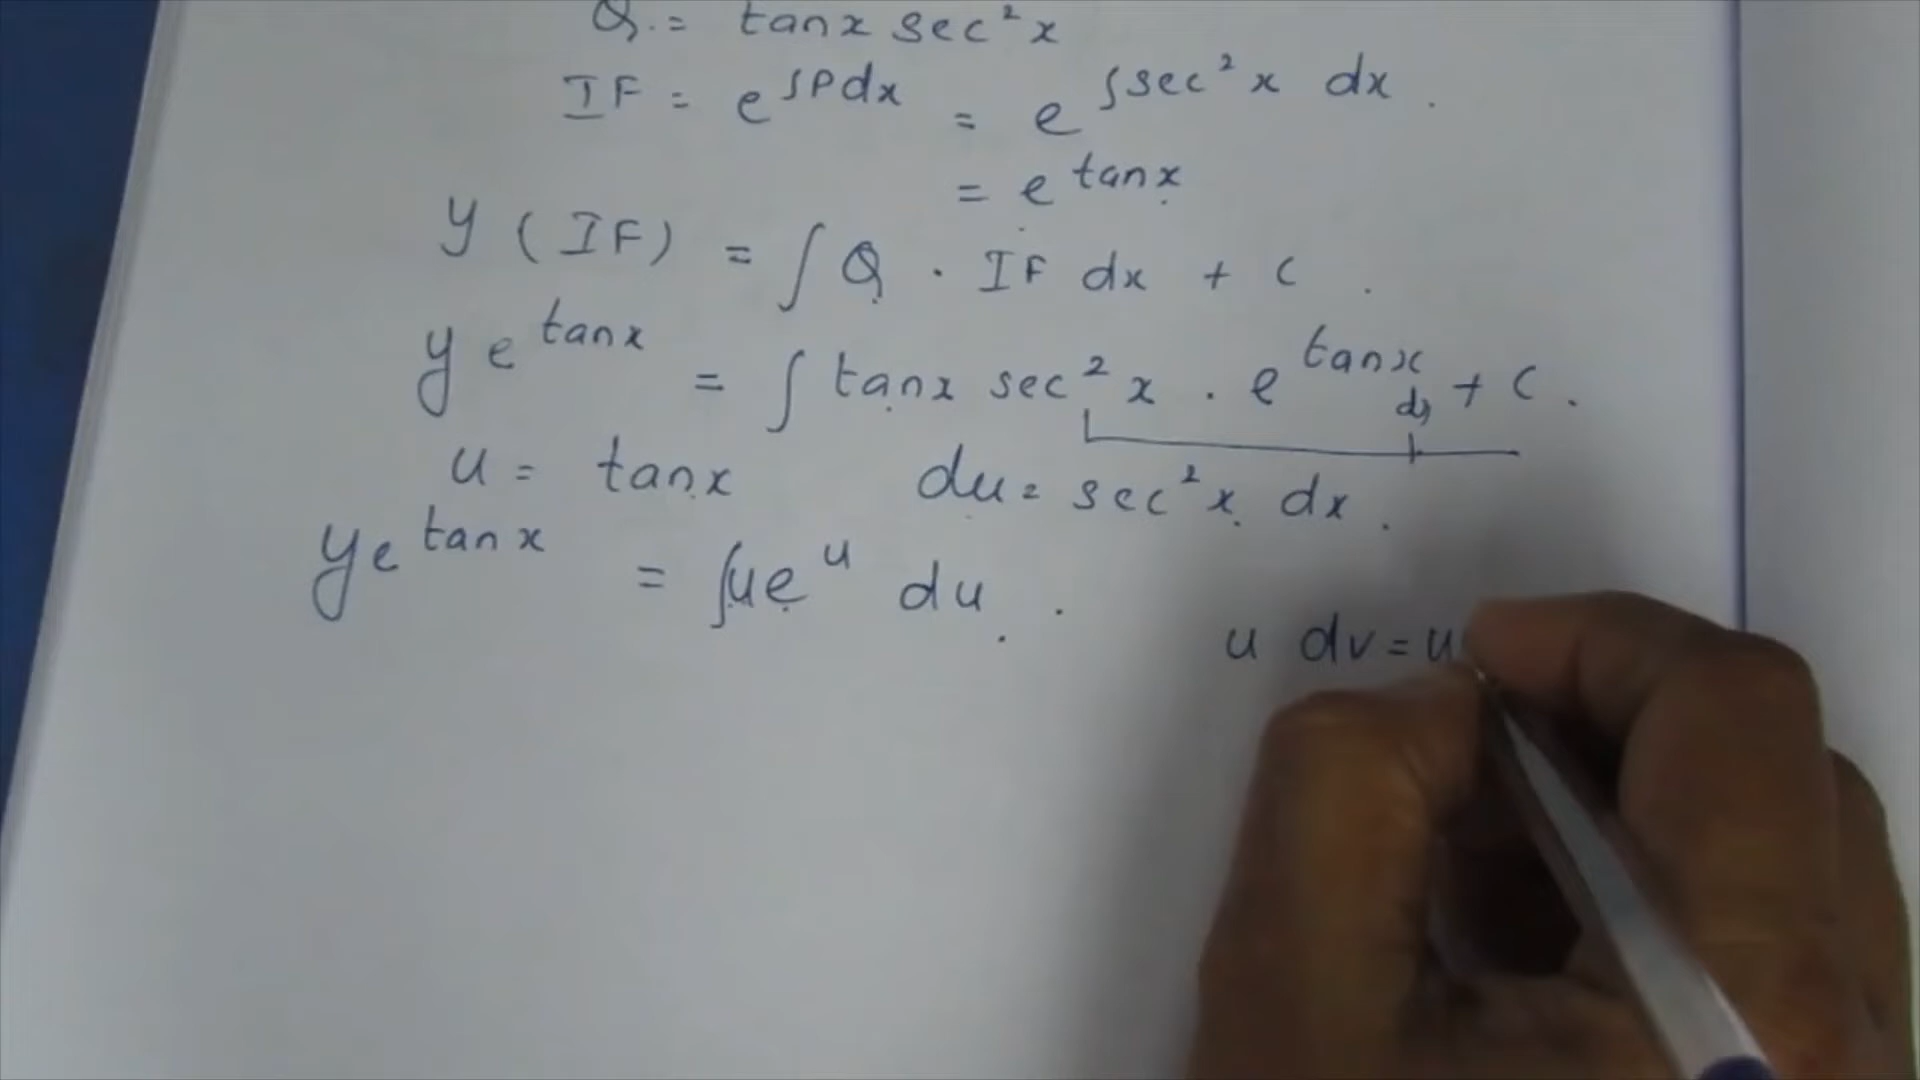 Q. = tanx sec²x
IF = e^∫Pdx = e^∫sec²x dx .
= e^tanx
y (IF) = ∫ Q . IF dx + c .
y e^tanx = ∫ tanx sec²x . e^tanx dx + c .
u = tanx du = sec²x dx .
ye^tanx = ∫ue^u du .
u dv = u